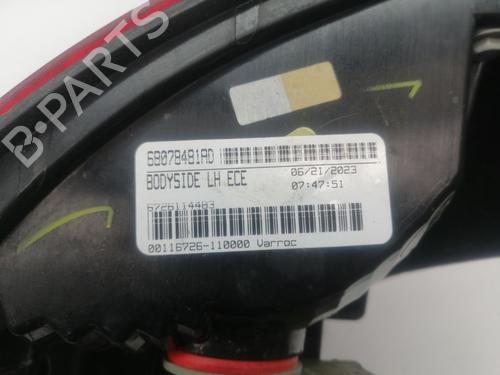 B-PARTS
68078481AD
BODYSIDE LH ECE
06/21/2023
07:47:51
6726114483
00116726-110000 Varroc